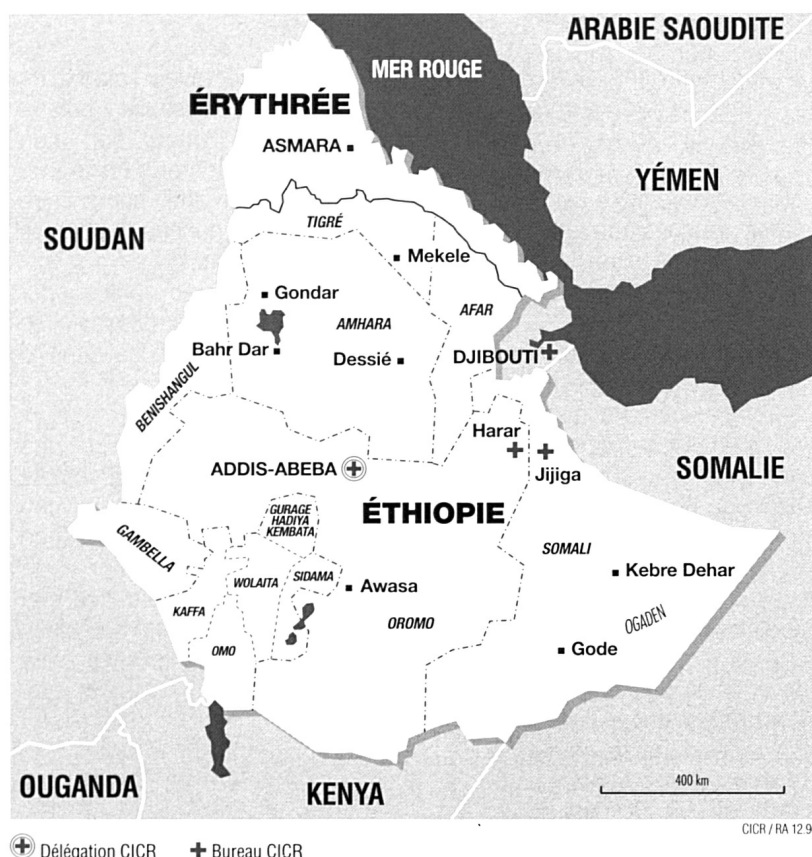 ARABIE SAOUDITE
MER ROUGE
ÉRYTHRÉE
ASMARA
YÉMEN
SOUDAN
TIGRÉ
Mekele
Gondar
AFAR
AMHARA
Bahr Dar
Dessié
DJIBOUTI
BENISHANGUL
Harar
Jijiga
SOMALIE
ADDIS-ABEBA
ÉTHIOPIE
GURAGE
HADIYA
KEMBATA
GAMBELLA
SOMALI
WOLAITA
SIDAMA
Awasa
Kebre Dehar
KAFFA
OROMO
OGADEN
OMO
Gode
OUGANDA
KENYA
400 km
CICR / RA 12.9
Délégation CICR
Bureau CICR